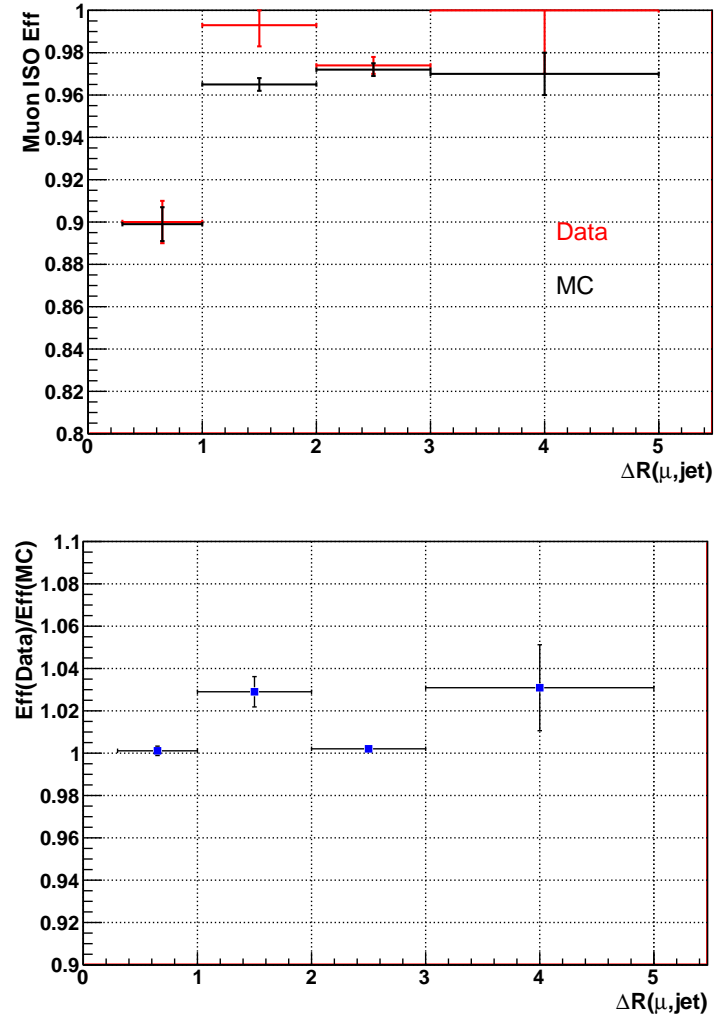 Muon ISO Eff
1
0.98
0.96
0.94
0.92
0.9
0.88
0.86
0.84
0.82
0.8
Data
MC
0 1 2 3 4 5
ΔR(μ,jet)
Eff(Data)/Eff(MC)
1.1
1.08
1.06
1.04
1.02
1
0.98
0.96
0.94
0.92
0.9
0 1 2 3 4 5
ΔR(μ,jet)